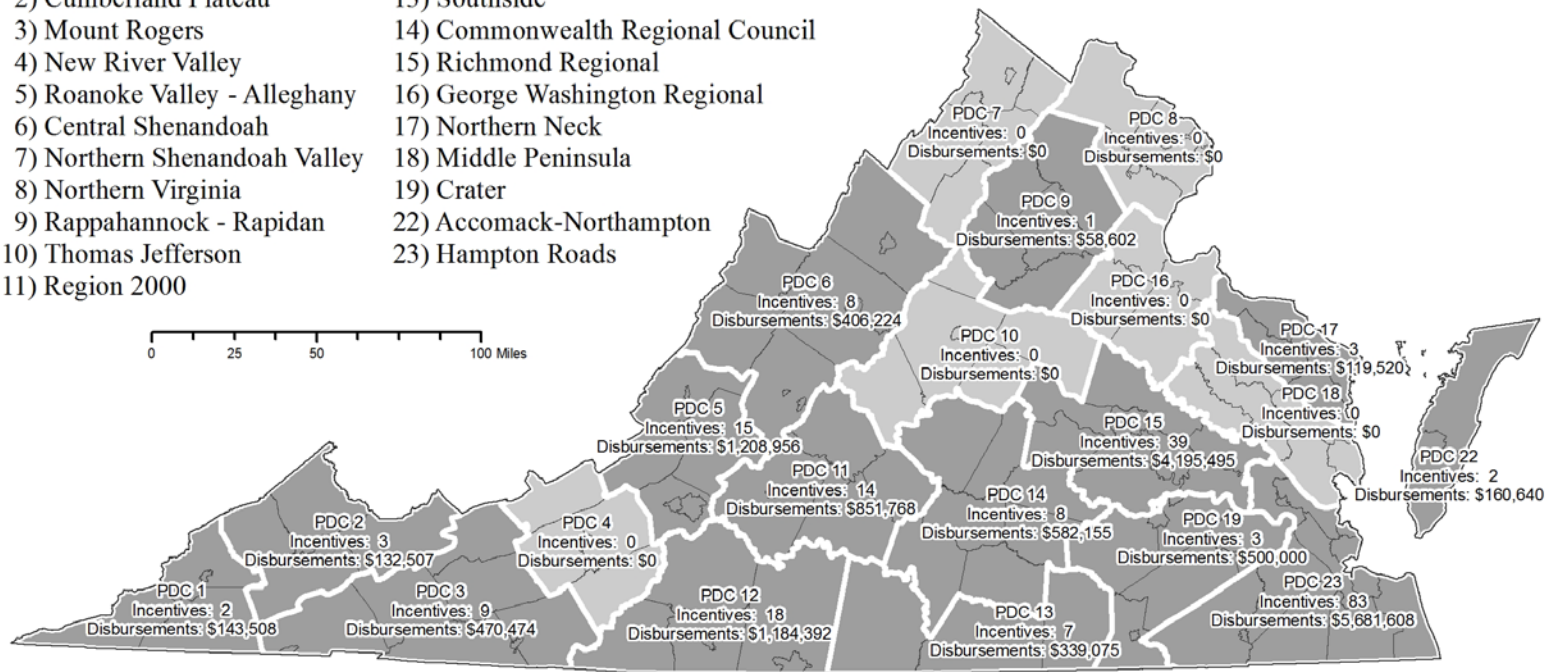 2) Cumberland Plateau
3) Mount Rogers
4) New River Valley
5) Roanoke Valley - Alleghany
6) Central Shenandoah
7) Northern Shenandoah Valley
8) Northern Virginia
9) Rappahannock - Rapidan
10) Thomas Jefferson
11) Region 2000
13) Southside
14) Commonwealth Regional Council
15) Richmond Regional
16) George Washington Regional
17) Northern Neck
18) Middle Peninsula
19) Crater
22) Accomack-Northampton
23) Hampton Roads
0 25 50 100 Miles
PDC 7
Incentives: 0
Disbursements: $0
PDC 8
Incentives: 0
Disbursements: $0
PDC 9
Incentives: 1
Disbursements: $58,602
PDC 6
Incentives: 8
Disbursements: $406,224
PDC 16
Incentives: 0
Disbursements: $0
PDC 10
Incentives: 0
Disbursements: $0
PDC 17
Incentives: 3
Disbursements: $119,520
PDC 18
Incentives: 0
Disbursements: $0
PDC 5
Incentives: 15
Disbursements: $1,208,956
PDC 15
Incentives: 39
Disbursements: $4,195,495
PDC 11
Incentives: 14
Disbursements: $851,768
PDC 22
Incentives: 2
Disbursements: $160,640
PDC 14
Incentives: 8
Disbursements: $582,155
PDC 2
Incentives: 3
Disbursements: $132,507
PDC 4
Incentives: 0
Disbursements: $0
PDC 19
Incentives: 3
Disbursements: $500,000
PDC 1
Incentives: 2
Disbursements: $143,508
PDC 3
Incentives: 9
Disbursements: $470,474
PDC 12
Incentives: 18
Disbursements: $1,184,392
PDC 13
Incentives: 7
Disbursements: $339,075
PDC 23
Incentives: 83
Disbursements: $5,681,608